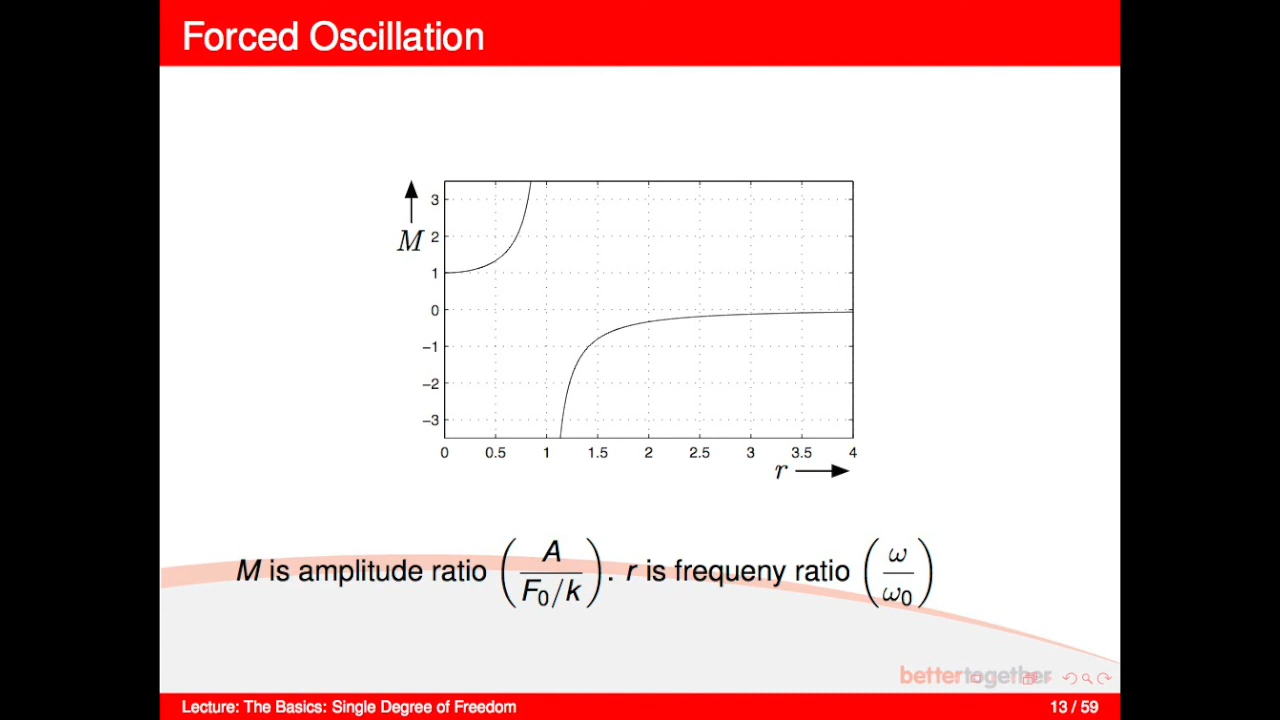 Forced Oscillation
3
M 2
1
0
−1
−2
−3
0 0.5 1 1.5 2 2.5 3 3.5 4
r
M is amplitude ratio (A / F₀/k). r is frequeny ratio (ω / ω₀)
bettertogether
Lecture: The Basics: Single Degree of Freedom 13 / 59